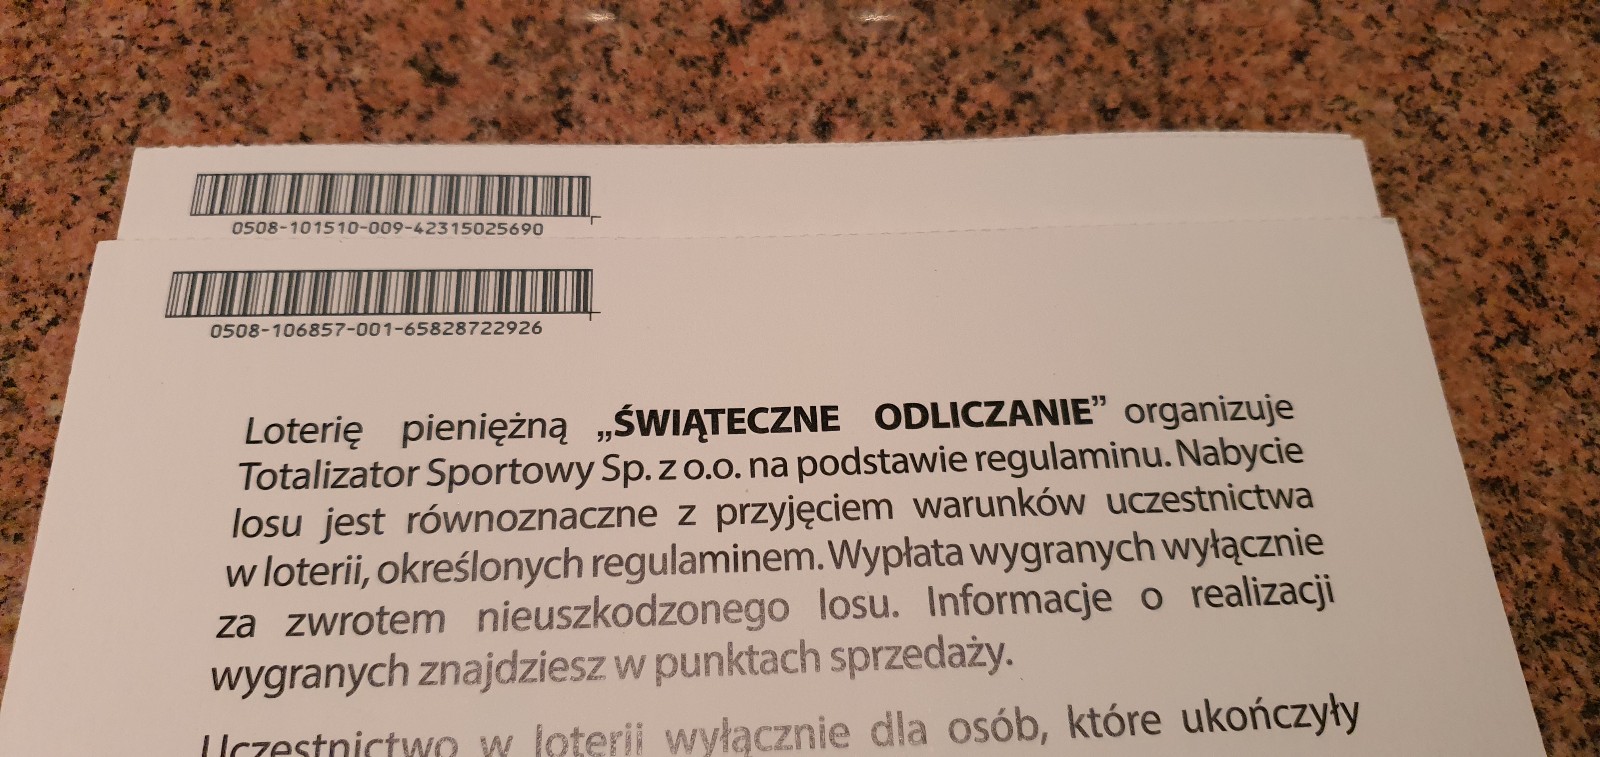 0508-101510-009-42315025690
0508-106857-001-65828722926
Loterię pieniężną „ŚWIĄTECZNE ODLICZANIE” organizuje
Totalizator Sportowy Sp. z o.o. na podstawie regulaminu. Nabycie
losu jest równoznaczne z przyjęciem warunków uczestnictwa
w loterii, określonych regulaminem. Wypłata wygranych wyłącznie
za zwrotem nieuszkodzonego losu. Informacje o realizacji
wygranych znajdziesz w punktach sprzedaży.
Uczestnictwo w loterii wyłącznie dla osób, które ukończyły